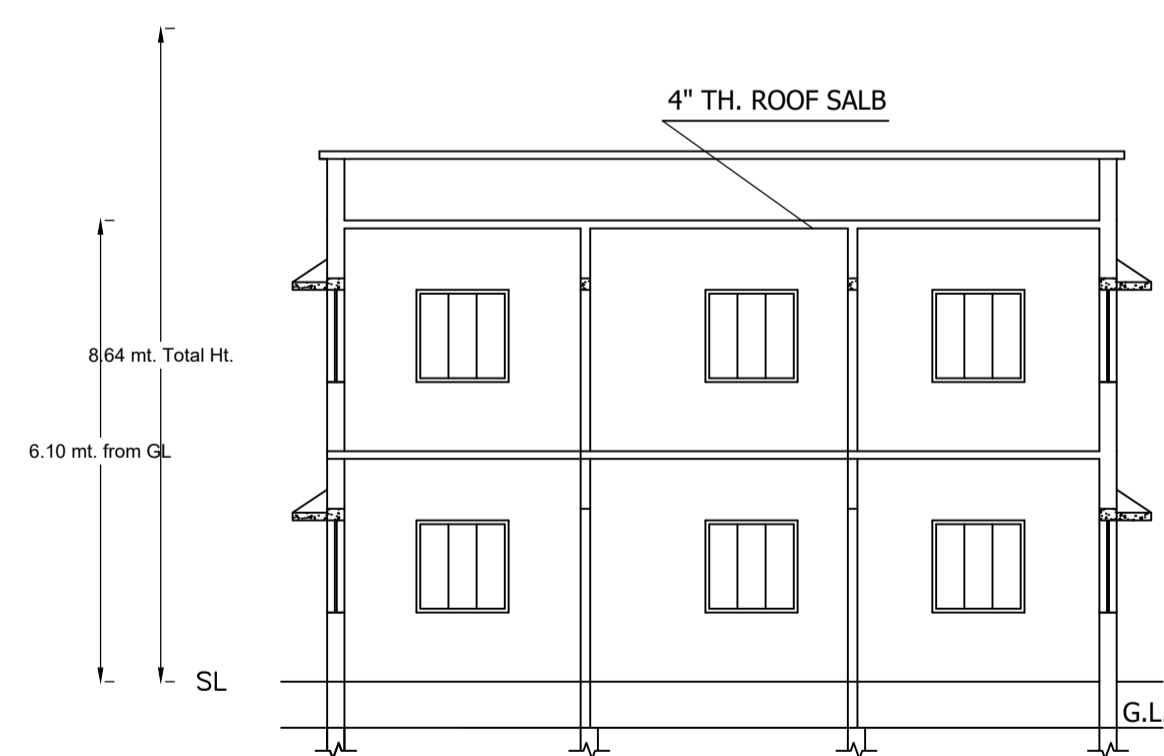 4" TH. ROOF SALB
8.64 mt. Total Ht.
6.10 mt. from GL
SL
G.L.